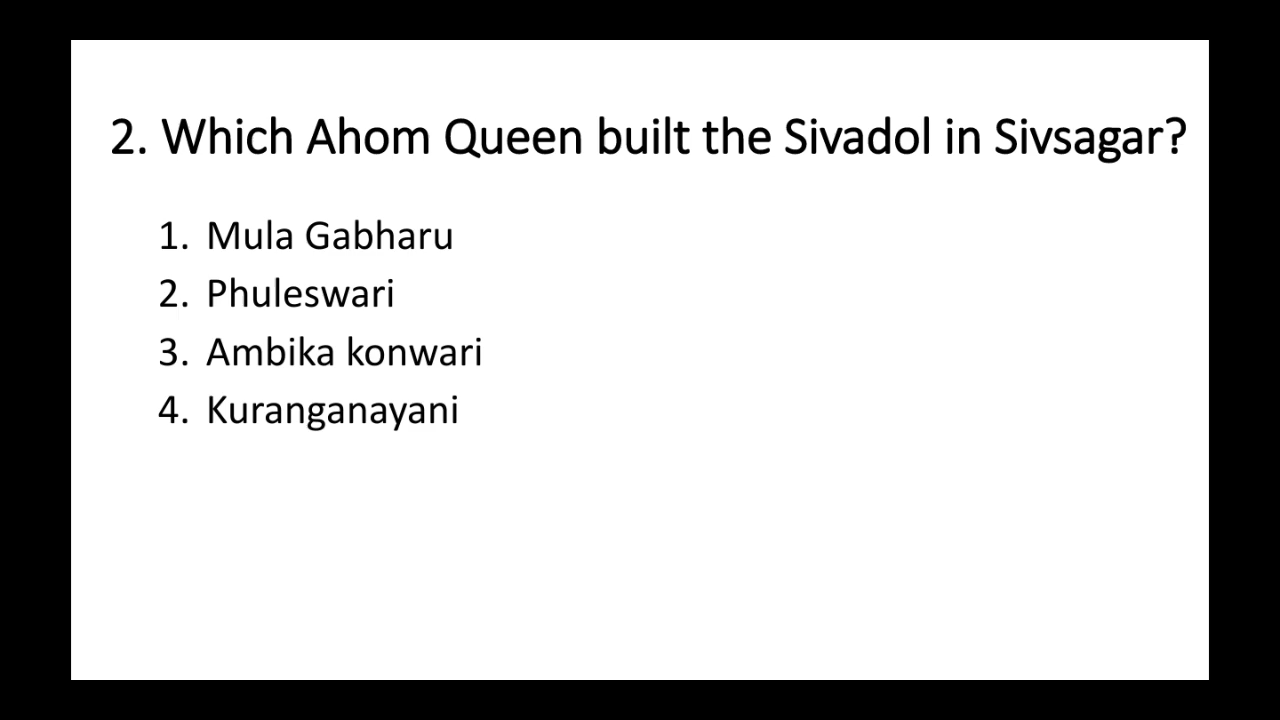 2. Which Ahom Queen built the Sivadol in Sivsagar?
1. Mula Gabharu
2. Phuleswari
3. Ambika konwari
4. Kuranganayani